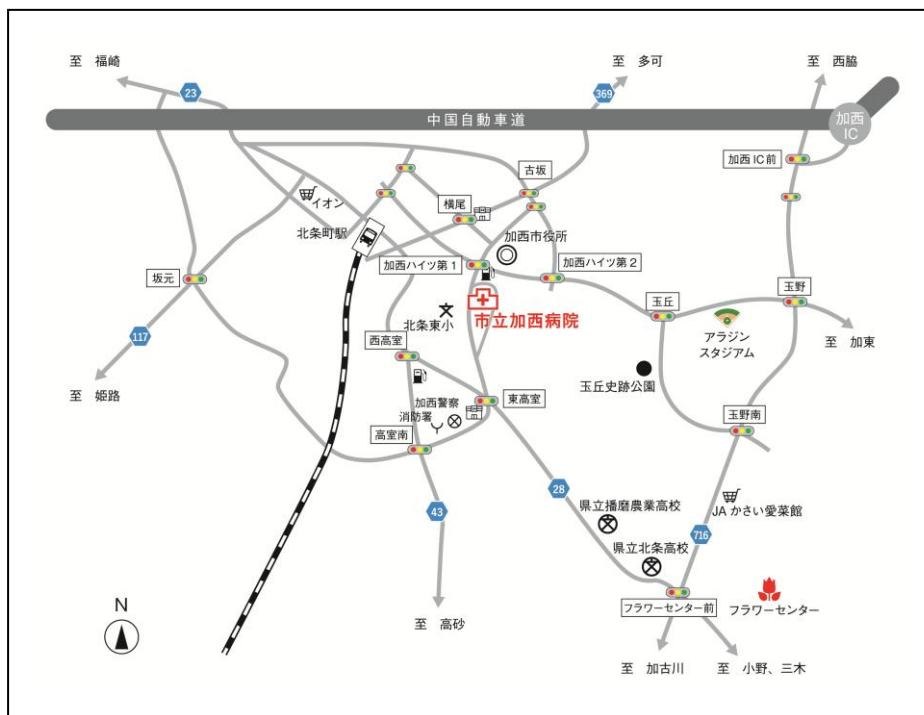 至 福崎
23
至 多可
369
至 西脇
中国自動車道
加西
IC
加西IC前
古坂
横尾
イオン
北条町駅
加西市役所
加西ハイツ第1
加西ハイツ第2
坂元
117
至 姫路
市立加西病院
北条東小
西高室
玉丘
玉野
アラジン
スタジアム
至 加東
玉丘史跡公園
加西警察
消防署
東高室
玉野南
高室南
28
43
県立播磨農業高校
JAかさい愛菜館
716
県立北条高校
N
フラワーセンター前
フラワーセンター
至 高砂
至 加古川
至 小野、三木